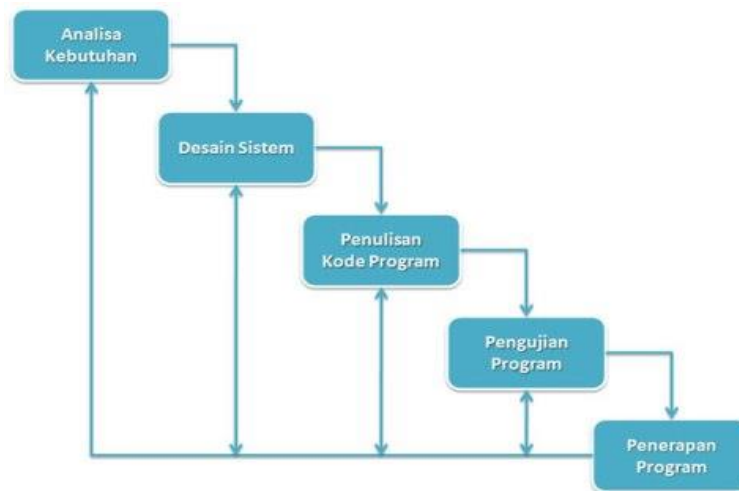 Analisa
Kebutuhan
Desain Sistem
Penulisan
Kode Program
Pengujian
Program
Penerapan
Program